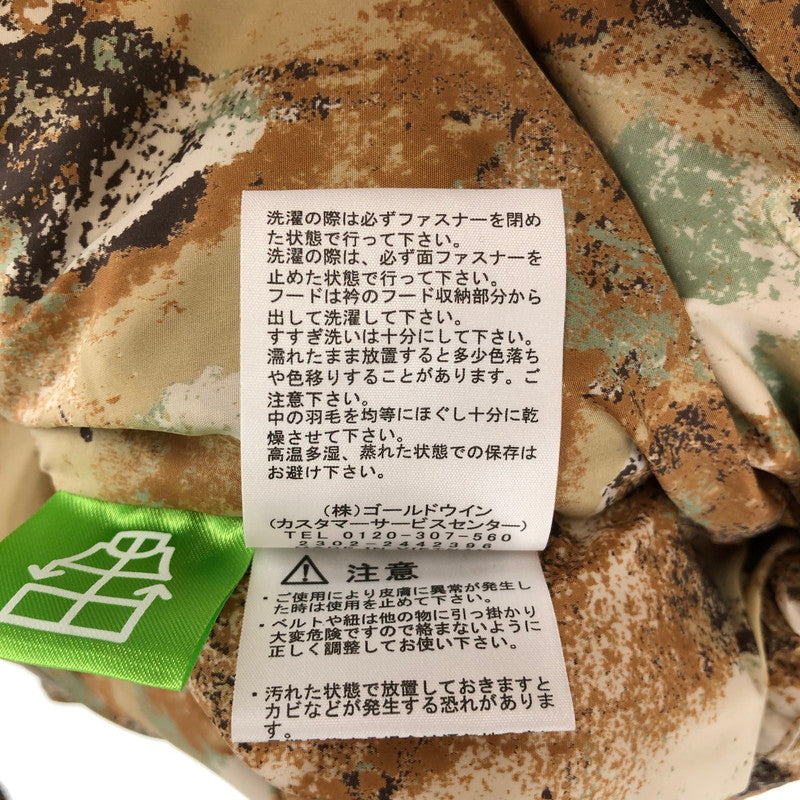 洗濯の際は必ずファスナーを閉め
た状態で行って下さい。
洗濯の際は、必ず面ファスナーを
止めた状態で行って下さい。
フードは衿のフード収納部分から
出して洗濯して下さい。
すすぎ洗いは十分にして下さい。
濡れたまま放置すると多少色落ち
や色移りすることがあります。ご
注意下さい。
中の羽毛を均等にほぐし十分に乾
燥させて下さい。
高温多湿、蒸れた状態での保存は
お避け下さい。
(株)ゴールドウイン
(カスタマーサービスセンター)
TEL 0120-307-560
2302-2442396
注意
・ご使用により皮膚に異常が発生し
た時は使用を止めて下さい。
・ベルトや紐は他の物に引っ掛かり
大変危険ですので絡まないように
正しく調整してお使い下さい。
・汚れた状態で放置しておきますと
カビなどが発生する恐れがありま
す。